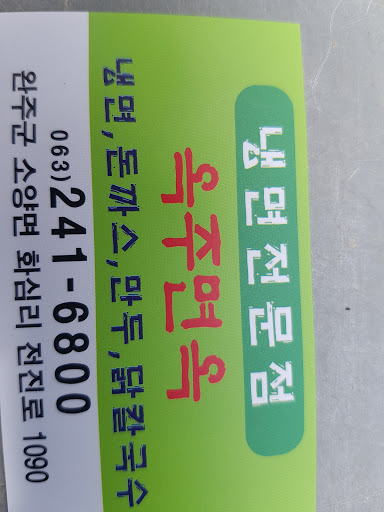 냉면전문점
옥주면옥
냉면,돈까스,만두,닭칼국수
063)241-6800
완주군 소양면 화심리 전진로 1090